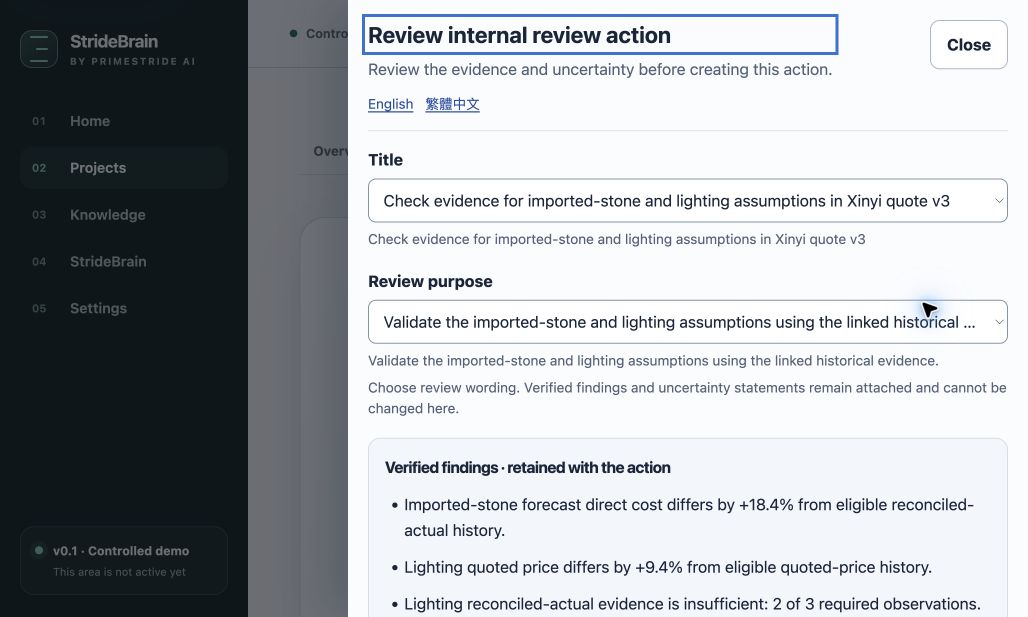 StrideBrain
BY PRIMESTRIDE AI
01 Home
02 Projects
03 Knowledge
04 StrideBrain
05 Settings
v0.1 · Controlled demo
This area is not active yet
Contro
Overv
Review internal review action
Close
Review the evidence and uncertainty before creating this action.
English 繁體中文
Title
Check evidence for imported-stone and lighting assumptions in Xinyi quote v3
Check evidence for imported-stone and lighting assumptions in Xinyi quote v3
Review purpose
Validate the imported-stone and lighting assumptions using the linked historical ...
Validate the imported-stone and lighting assumptions using the linked historical evidence.
Choose review wording. Verified findings and uncertainty statements remain attached and cannot be
changed here.
Verified findings · retained with the action
• Imported-stone forecast direct cost differs by +18.4% from eligible reconciled-
actual history.
• Lighting quoted price differs by +9.4% from eligible quoted-price history.
• Lighting reconciled-actual evidence is insufficient: 2 of 3 required observations.